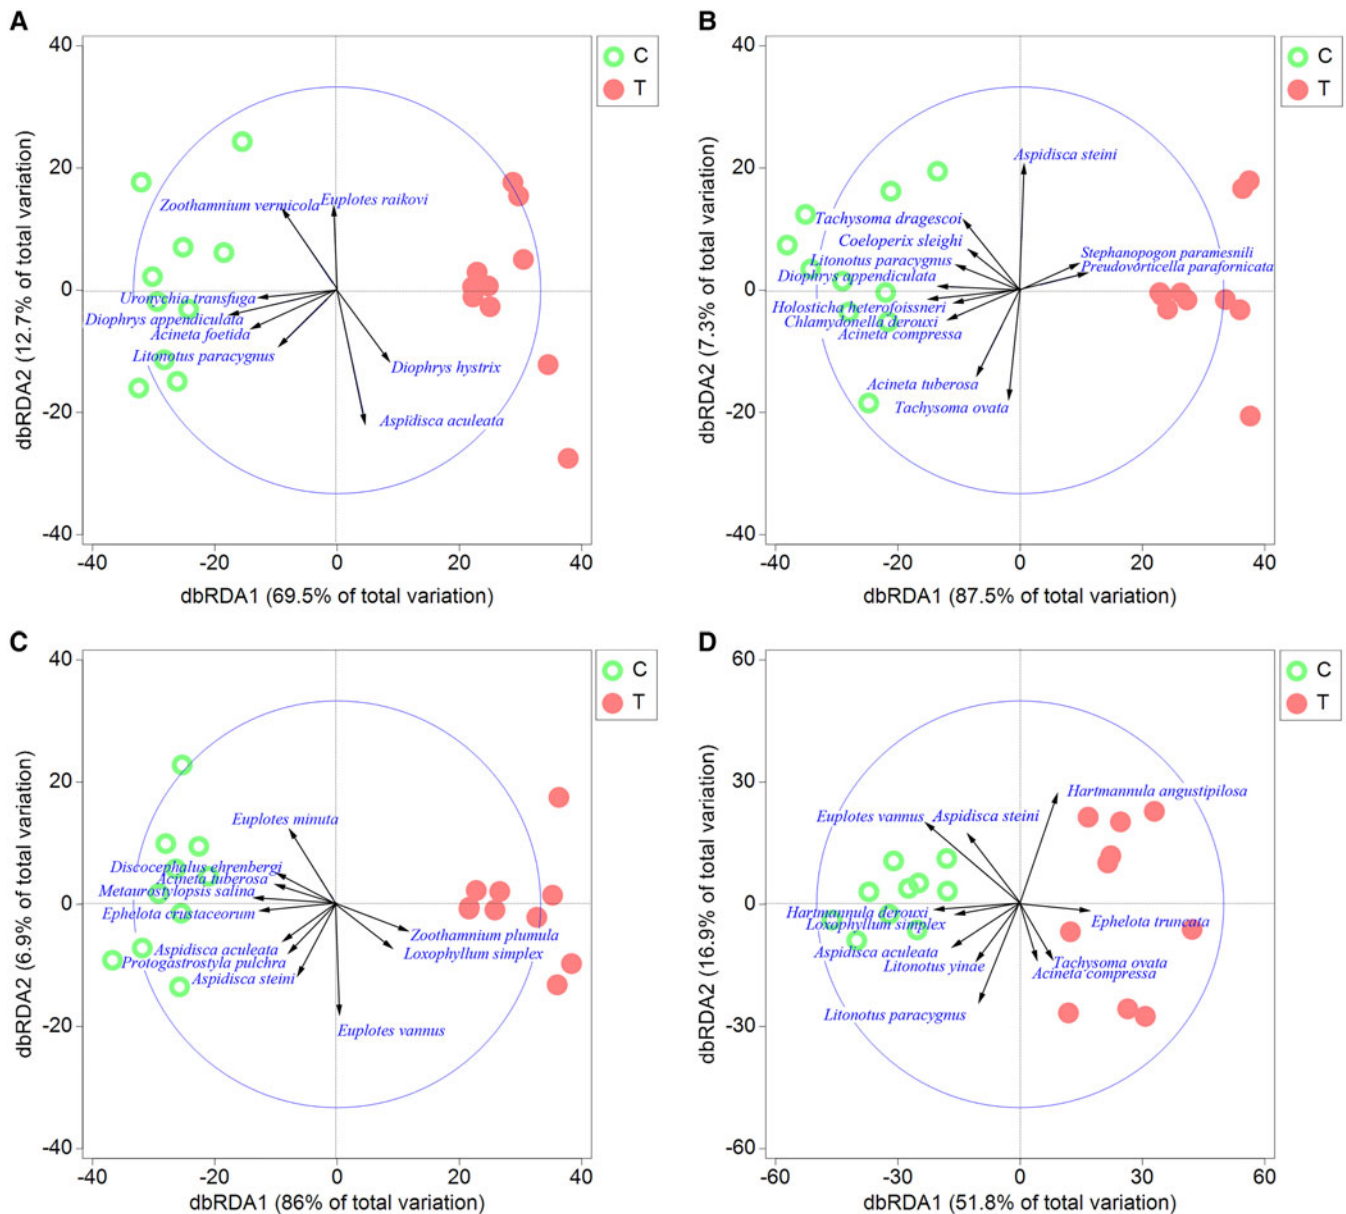 A
C
T
40
20
0
-20
-40
dbRDA2 (12.7% of total variation)
Zoothamnium vermicola
Euplotes raikovi
Uronychia transfuga
Diophrys appendiculata
Acineta foetida
Litonotus paracygnus
Diophrys hystrix
Aspidisca aculeata
-40
-20
0
20
40
dbRDA1 (69.5% of total variation)
B
C
T
40
20
0
-20
-40
dbRDA2 (7.3% of total variation)
Aspidisca steini
Tachysoma dragescoi
Coeloperix sleighi
Litonotus paracygnus
Diophrys appendiculata
Stephanopogon paramesnili
Pseudovorticella parafornicata
Holosticha heterofoissneri
Chlamydonella derouxi
Acineta compressa
Acineta tuberosa
Tachysoma ovata
-40
-20
0
20
40
dbRDA1 (87.5% of total variation)
C
C
T
40
20
0
-20
-40
dbRDA2 (6.9% of total variation)
Euplotes minuta
Discocephalus ehrenbergi
Acineta tuberosa
Metaurostylopsis salina
Ephelota crustaceorum
Aspidisca aculeata
Protogastrostyla pulchra
Aspidisca steini
Zoothamnium plumula
Loxophyllum simplex
Euplotes vannus
-40
-20
0
20
40
dbRDA1 (86% of total variation)
D
C
T
60
30
0
-30
-60
dbRDA2 (16.9% of total variation)
Hartmannula angustipilosa
Euplotes vannus
Aspidisca steini
Hartmannula derouxi
Loxophyllum simplex
Aspidisca aculeata
Litonotus yinae
Litonotus paracygnus
Ephelota truncata
Tachysoma ovata
Acineta compressa
-60
-30
0
30
60
dbRDA1 (51.8% of total variation)